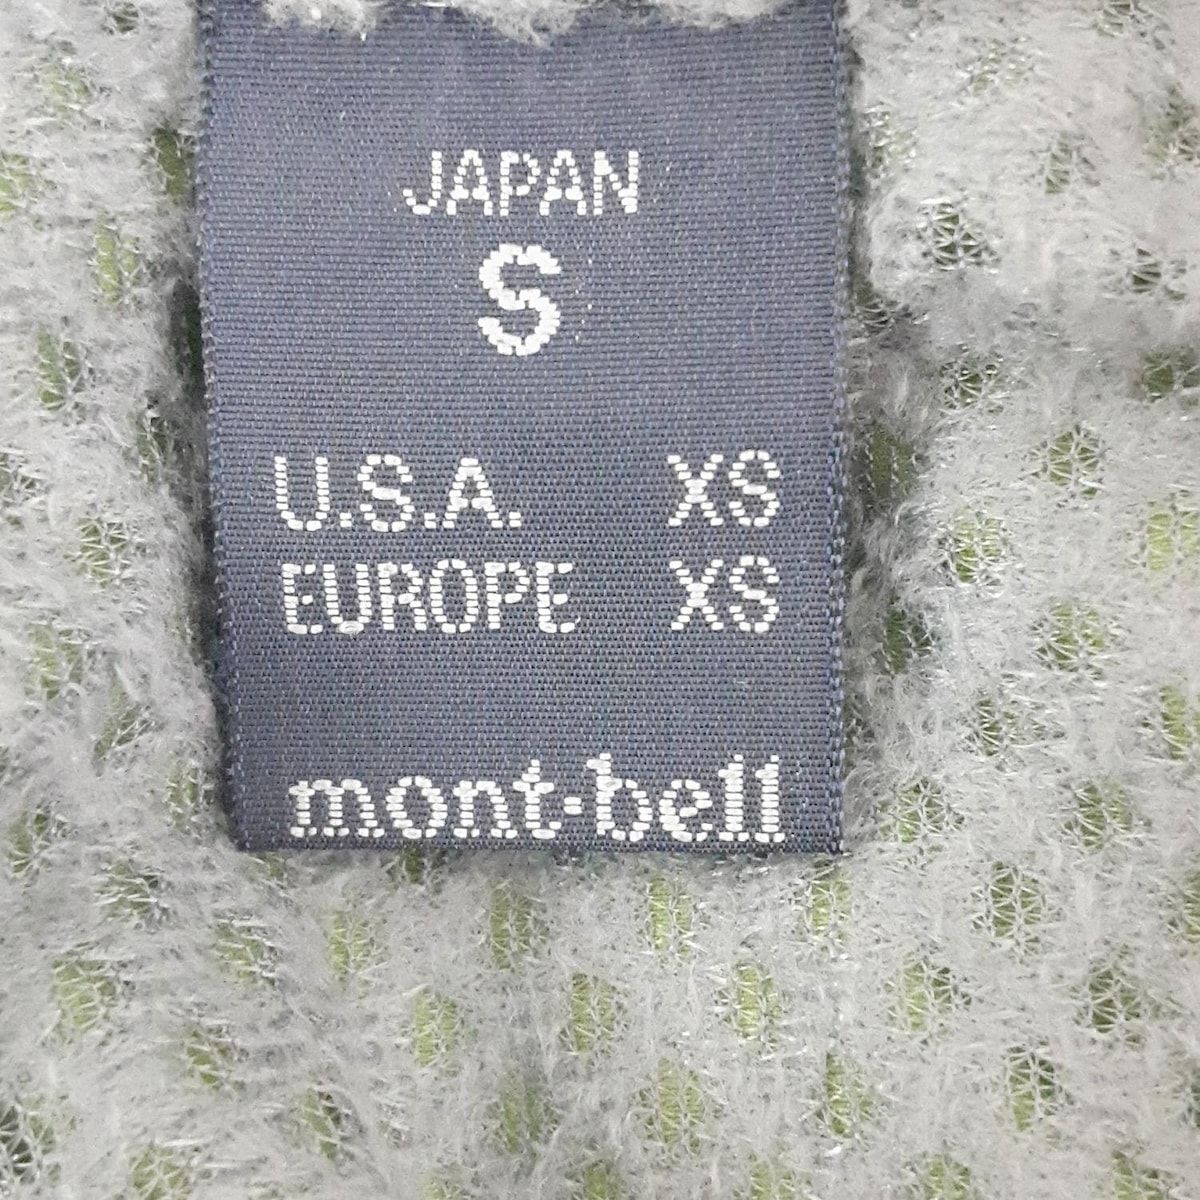 JAPAN
S
U.S.A. XS
EUROPE XS
mont-bell